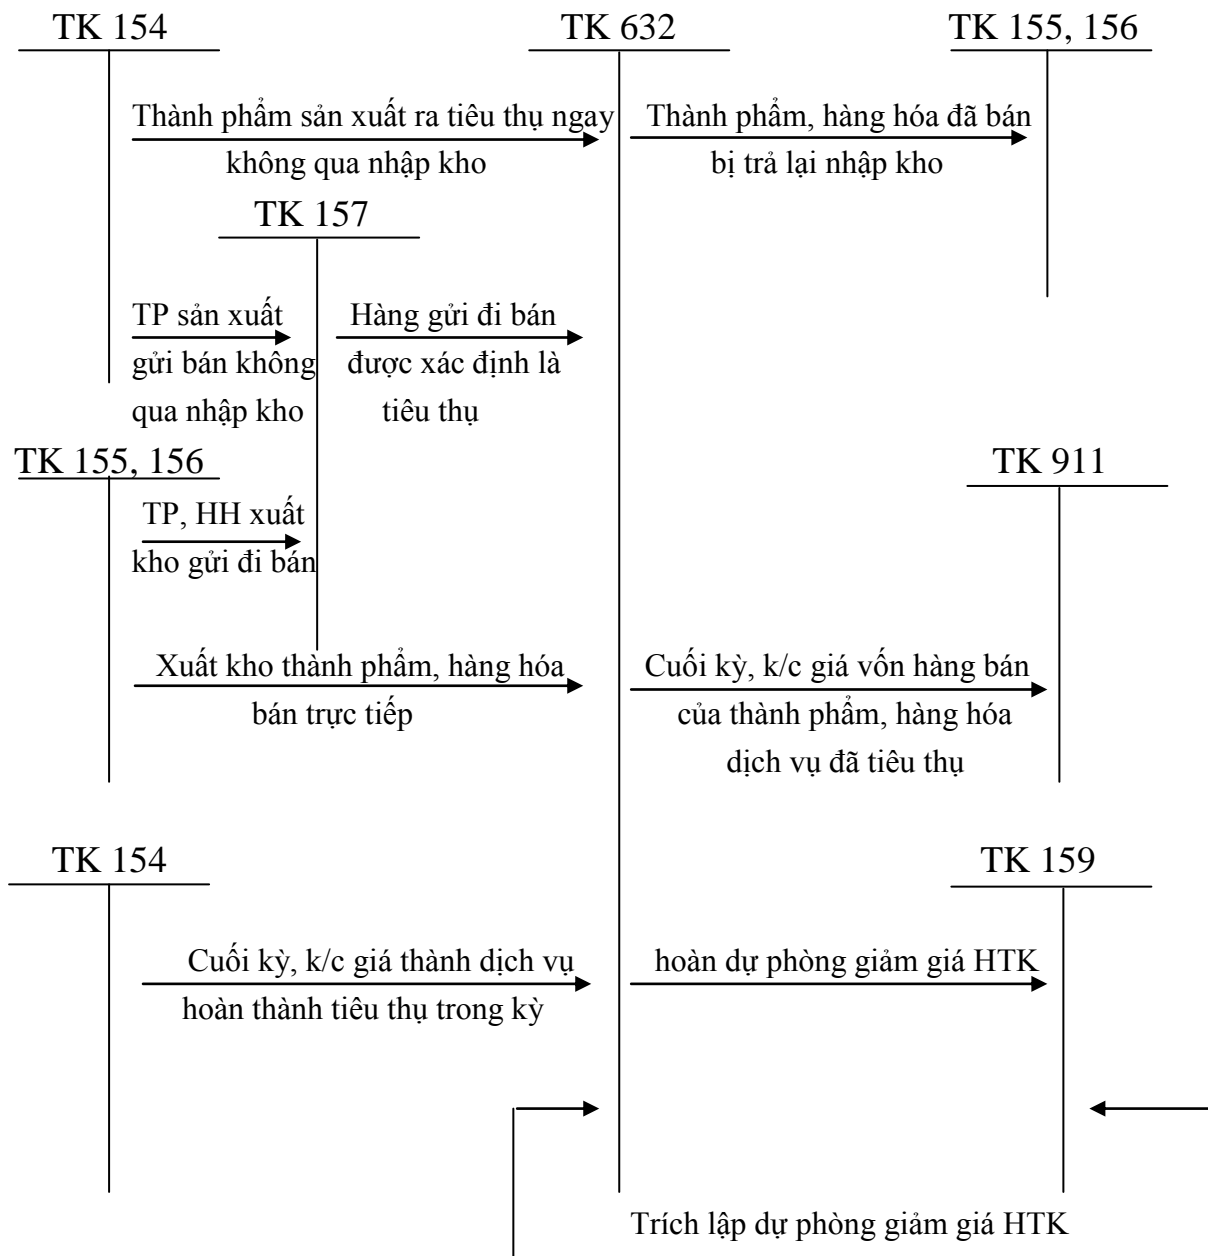 TK 154
TK 632
TK 155, 156
Thành phẩm sản xuất ra tiêu thụ ngay
không qua nhập kho
Thành phẩm, hàng hóa đã bán
bị trả lại nhập kho
TK 157
TP sản xuất
gửi bán không
qua nhập kho
Hàng gửi đi bán
được xác định là
tiêu thụ
TK 155, 156
TK 911
TP, HH xuất
kho gửi đi bán
Xuất kho thành phẩm, hàng hóa
bán trực tiếp
Cuối kỳ, k/c giá vốn hàng bán
của thành phẩm, hàng hóa
dịch vụ đã tiêu thụ
TK 154
TK 159
Cuối kỳ, k/c giá thành dịch vụ
hoàn thành tiêu thụ trong kỳ
hoàn dự phòng giảm giá HTK
Trích lập dự phòng giảm giá HTK